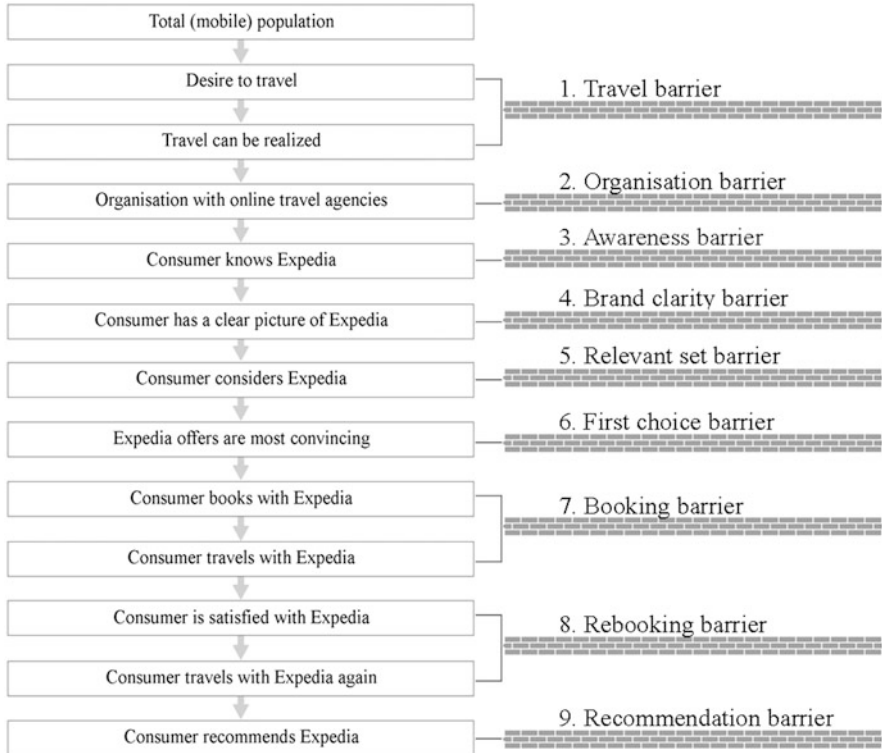 Total (mobile) population
Desire to travel
1. Travel barrier
Travel can be realized
Organisation with online travel agencies
2. Organisation barrier
Consumer knows Expedia
3. Awareness barrier
Consumer has a clear picture of Expedia
4. Brand clarity barrier
Consumer considers Expedia
5. Relevant set barrier
Expedia offers are most convincing
6. First choice barrier
Consumer books with Expedia
7. Booking barrier
Consumer travels with Expedia
Consumer is satisfied with Expedia
8. Rebooking barrier
Consumer travels with Expedia again
Consumer recommends Expedia
9. Recommendation barrier